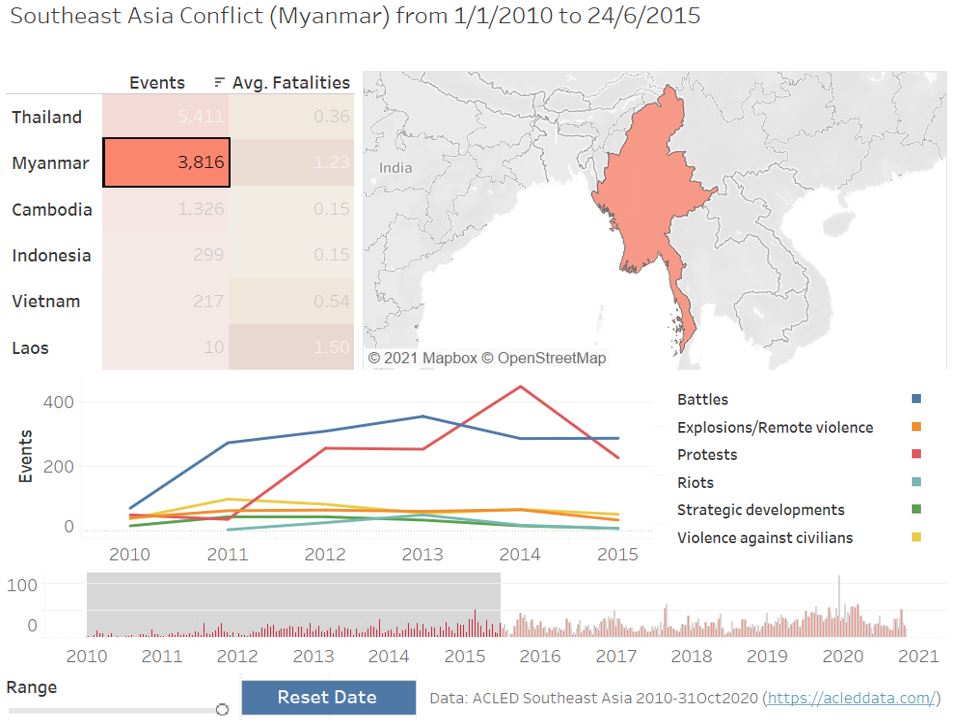 Southeast Asia Conflict (Myanmar) from 1/1/2010 to 24/6/2015
Events Avg. Fatalities
Thailand 5,411 0.36
Myanmar 3,816 1.23
Cambodia 1,326 0.15
Indonesia 299 0.15
Vietnam 217 0.54
Laos 10 1.50
India
© 2021 Mapbox © OpenStreetMap
Events
400
200
0
2010 2011 2012 2013 2014 2015
Battles
Explosions/Remote violence
Protests
Riots
Strategic developments
Violence against civilians
100
0
2010 2011 2012 2013 2014 2015 2016 2017 2018 2019 2020 2021
Range
Reset Date
Data: ACLED Southeast Asia 2010-31Oct2020 (https://acleddata.com/)